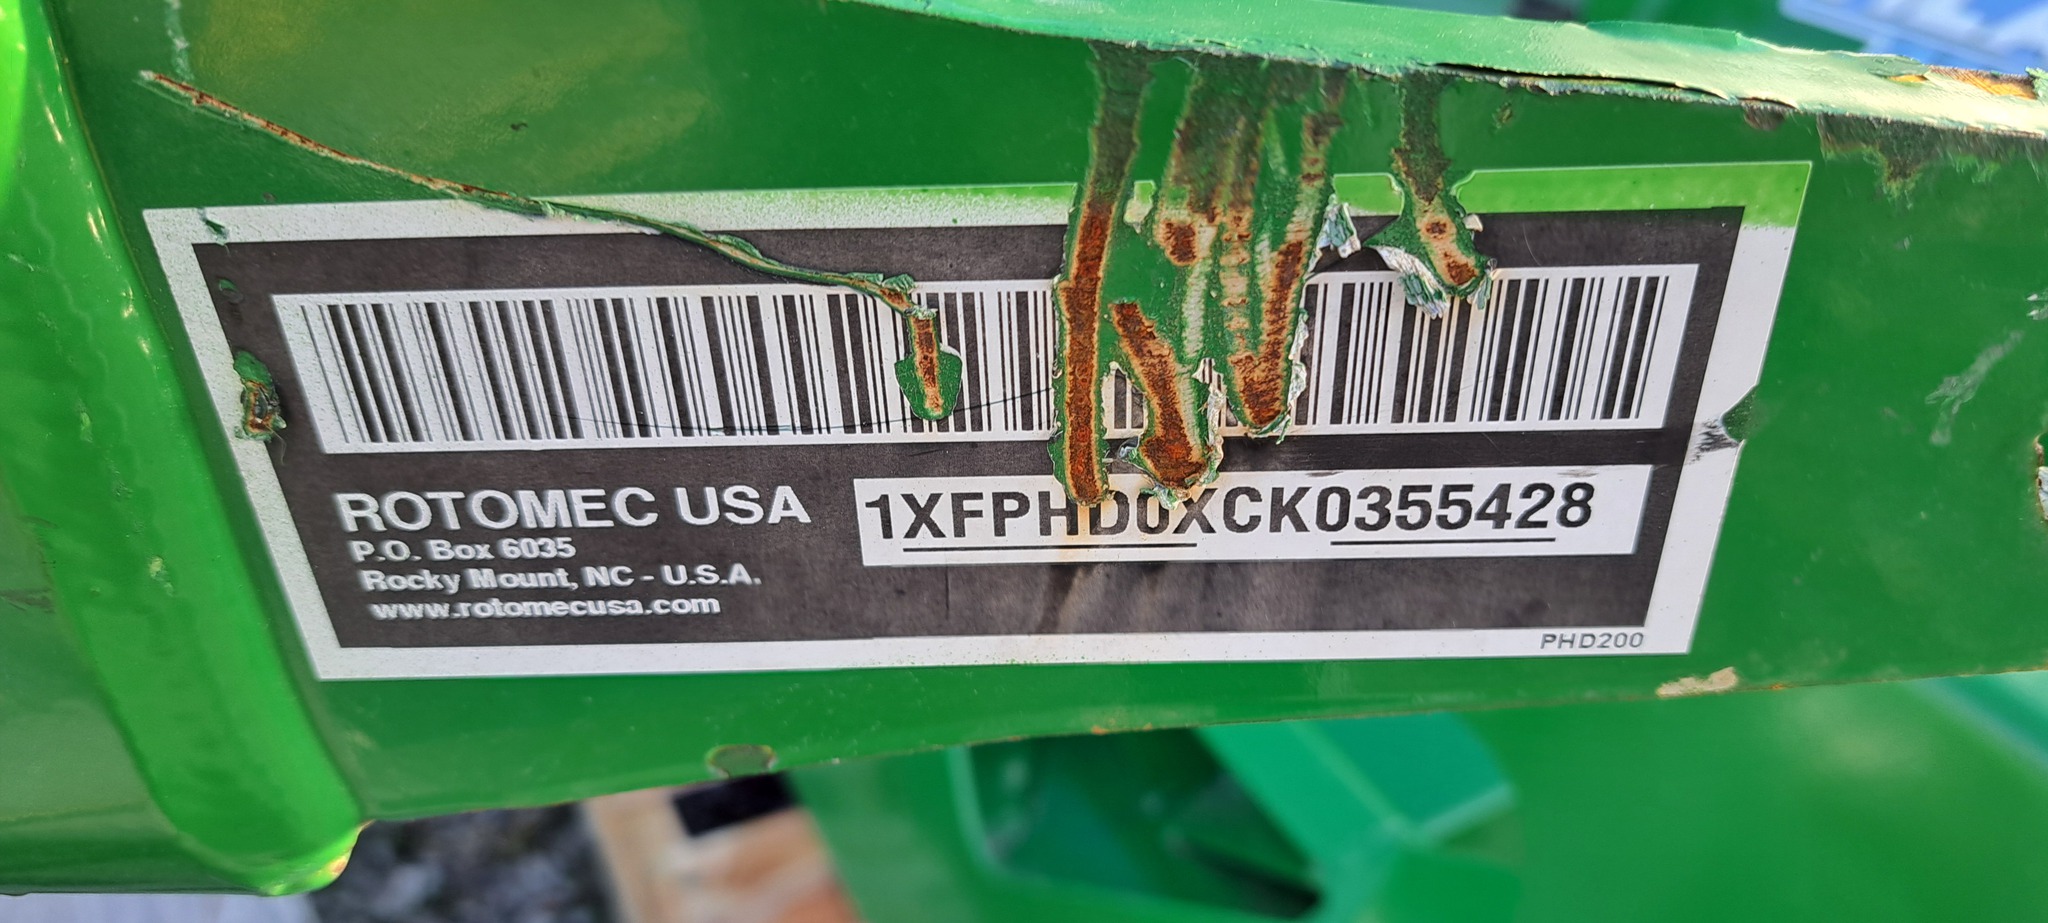 ROTOMEC USA
P.O. Box 6035
Rocky Mount, NC - U.S.A.
www.rotomecusa.com
1XFPHD0XCK0355428
PHD200